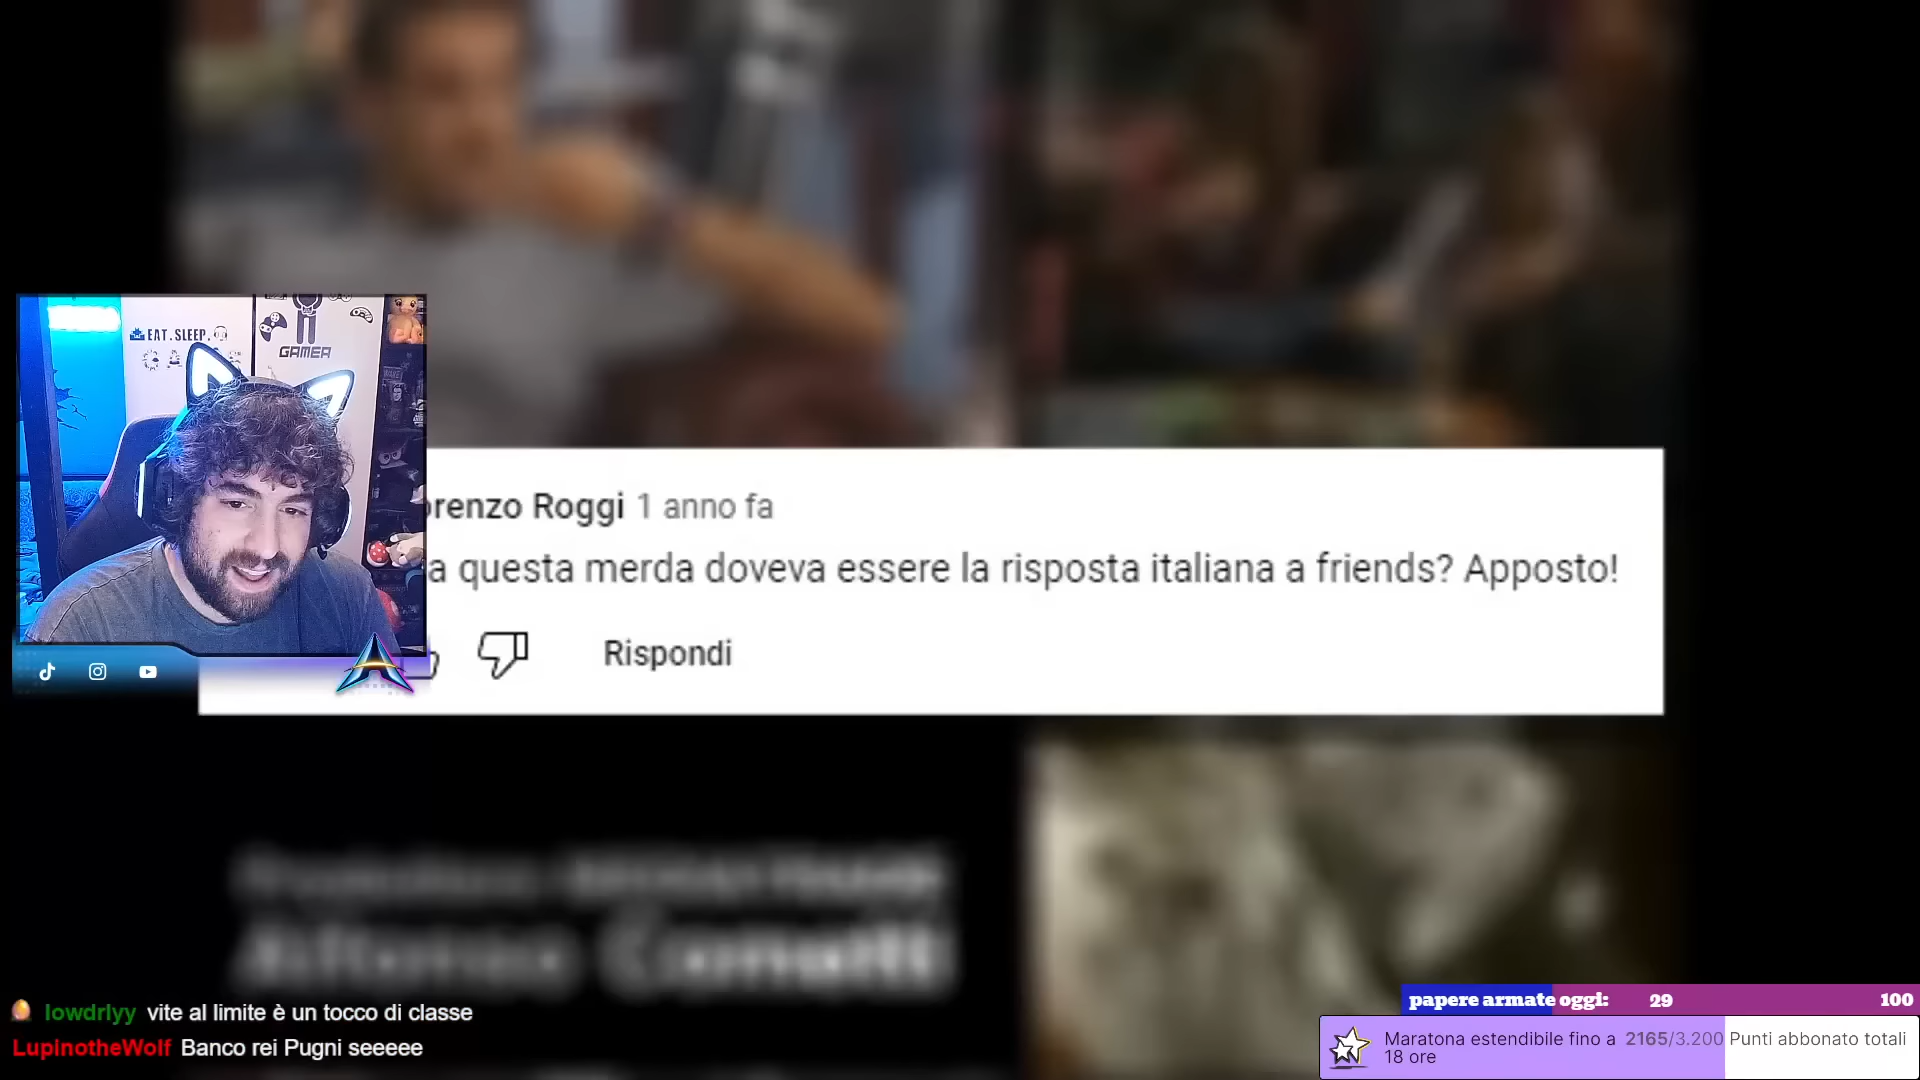 EAT.SLEEP.
GAMER
orenzo Roggi 1 anno fa
a questa merda doveva essere la risposta italiana a friends? Apposto!
Rispondi
lowdrlyy vite al limite è un tocco di classe
LupinotheWolf Banco rei Pugni seeeee
papere armate oggi: 29 100
Maratona estendibile fino a 2165/3.200 Punti abbonato totali
18 ore